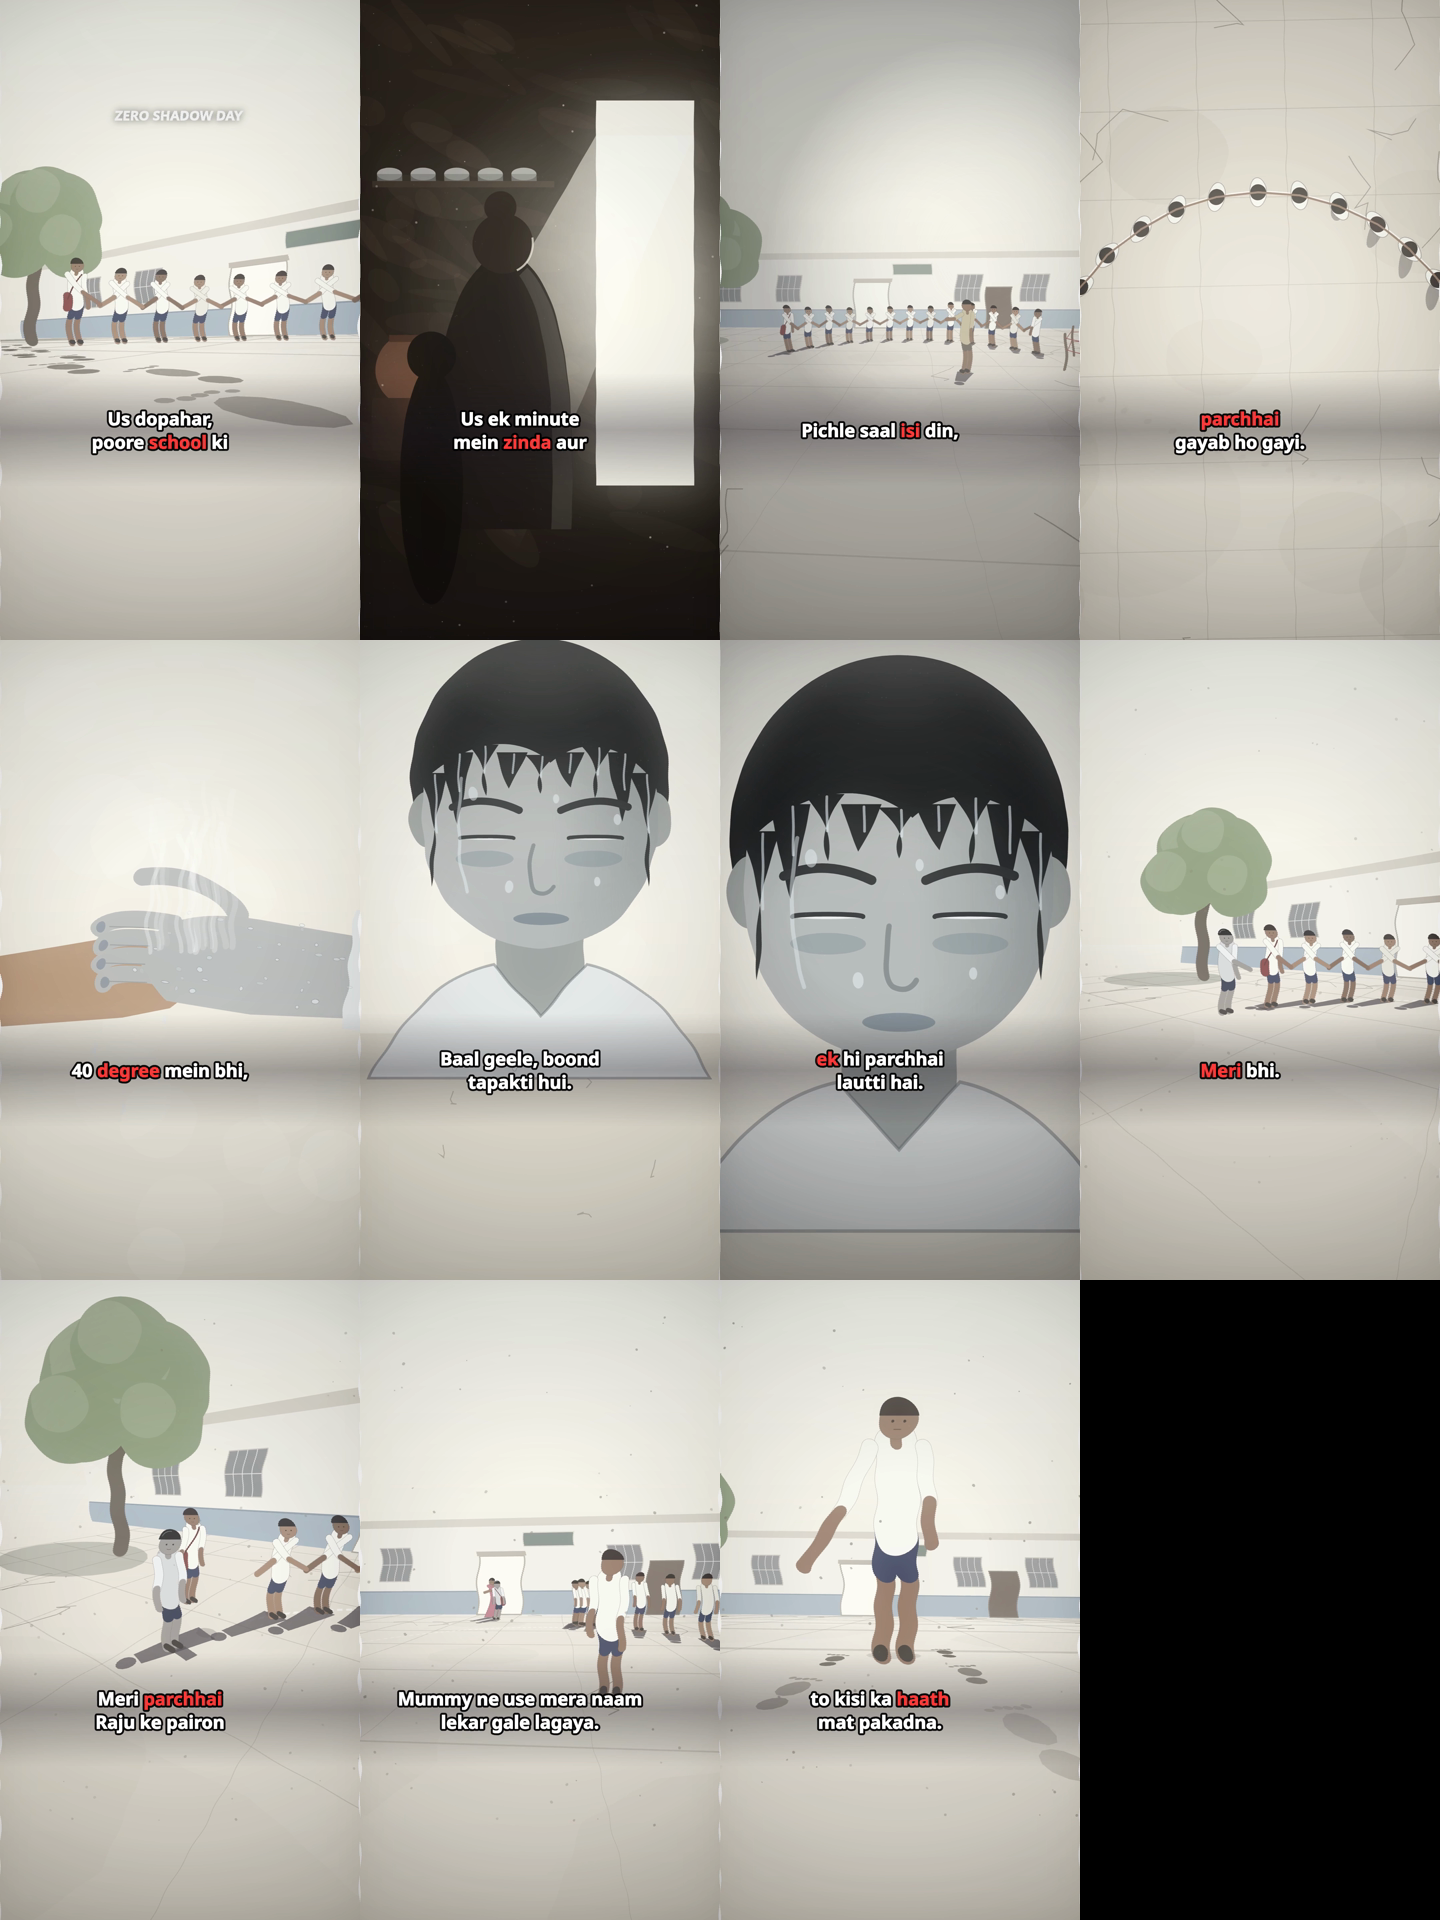 ZERO SHADOW DAY
Us dopahar,
poore school ki
Us ek minute
mein zinda aur
Pichle saal isi din,
parchhai
gayab ho gayi.
40 degree mein bhi,
Baal geele, boond
tapakti hui.
ek hi parchhai
lautti hai.
Meri bhi.
Meri parchhai
Raju ke pairon
Mummy ne use mera naam
lekar gale lagaya.
to kisi ka haath
mat pakadna.